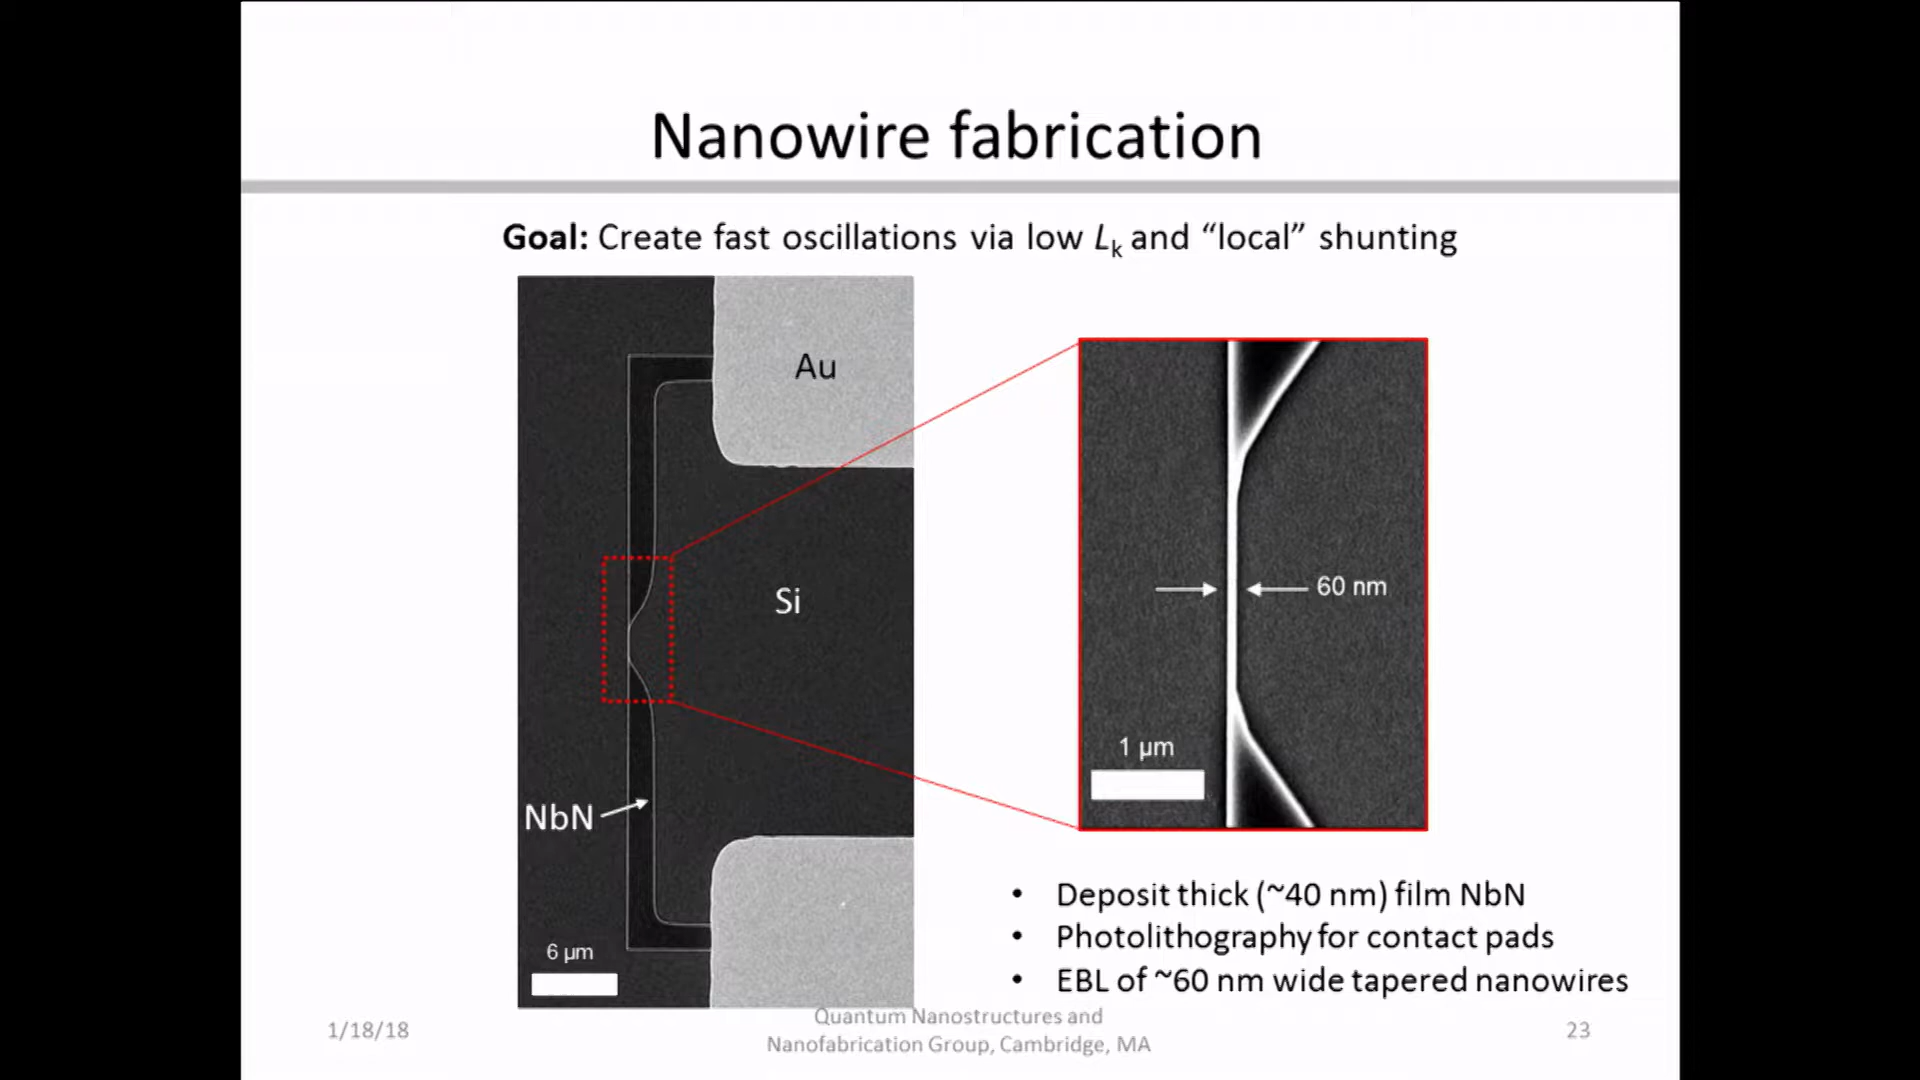 Nanowire fabrication
Goal: Create fast oscillations via low Lk and “local” shunting
Au
Si
NbN
6 µm
60 nm
1 µm
• Deposit thick (~40 nm) film NbN
• Photolithography for contact pads
• EBL of ~60 nm wide tapered nanowires
1/18/18
Quantum Nanostructures and
Nanofabrication Group, Cambridge, MA
23